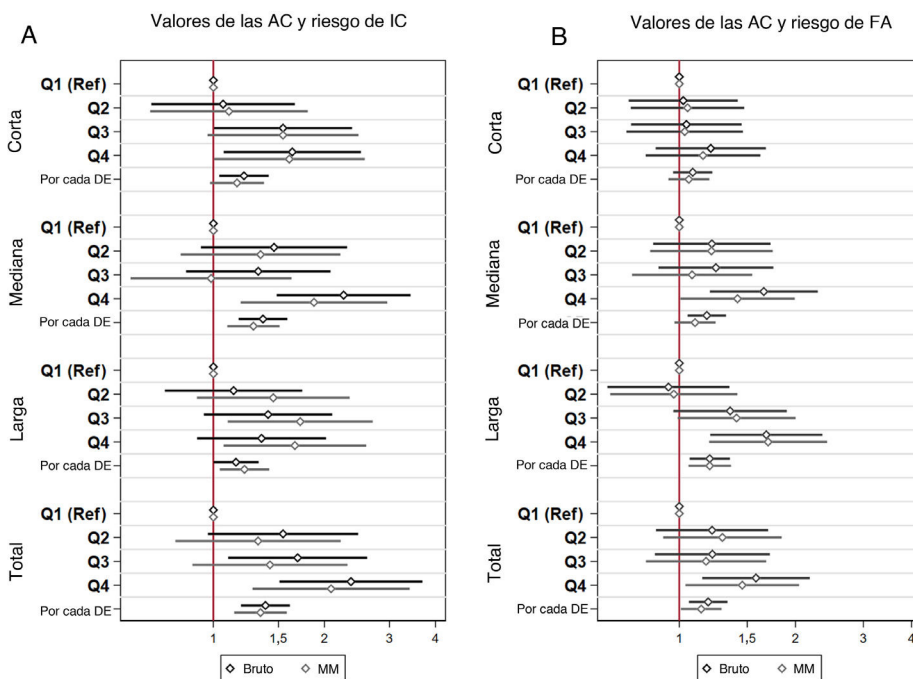 A
Valores de las AC y riesgo de IC
Corta
Q1 (Ref)
Q2
Q3
Q4
Por cada DE
Mediana
Q1 (Ref)
Q2
Q3
Q4
Por cada DE
Larga
Q1 (Ref)
Q2
Q3
Q4
Por cada DE
Total
Q1 (Ref)
Q2
Q3
Q4
Por cada DE
1 1,5 2 3 4
Bruto MM
B
Valores de las AC y riesgo de FA
Corta
Q1 (Ref)
Q2
Q3
Q4
Por cada DE
Mediana
Q1 (Ref)
Q2
Q3
Q4
Por cada DE
Larga
Q1 (Ref)
Q2
Q3
Q4
Por cada DE
Total
Q1 (Ref)
Q2
Q3
Q4
Por cada DE
1 1,5 2 3 4
Bruto MM